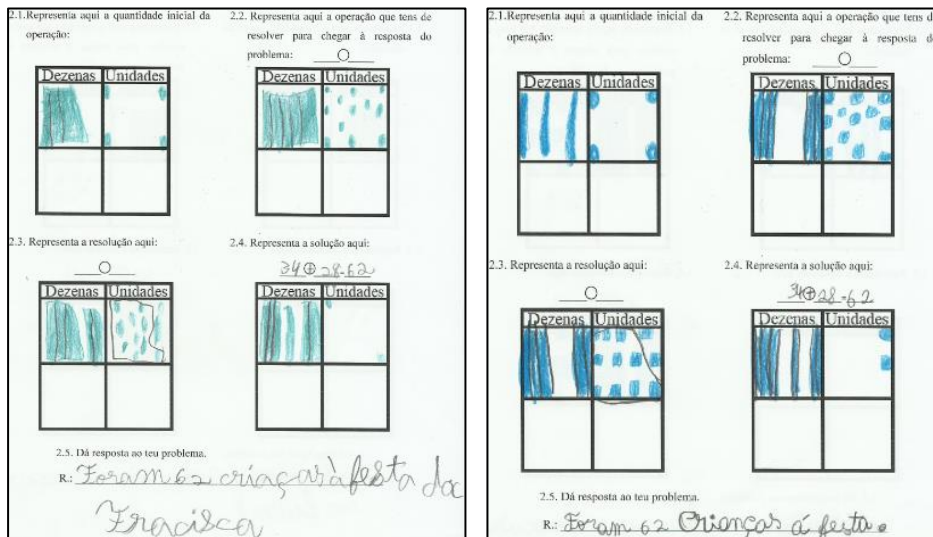 2.1.Representa aqui a quantidade inicial da
operação:
2.2. Representa aqui a operação que tens de
resolver para chegar à resposta do
problema:
Dezenas Unidades
Dezenas Unidades
2.3. Representa a resolução aqui:
2.4. Representa a solução aqui:
34+28=62
Dezenas Unidades
Dezenas Unidades
2.5. Dá resposta ao teu problema.
R.: Foram 62 criaças à festa da
Fracisca
2.1.Representa aqui a quantidade inicial da
operação:
2.2. Representa aqui a operação que tens d
resolver para chegar à resposta d
problema:
Dezenas Unidades
Dezenas Unidades
2.3. Representa a resolução aqui:
2.4. Representa a solução aqui:
34+28=62
Dezenas Unidades
Dezenas Unidades
2.5. Dá resposta ao teu problema.
R.: Foram 62 Crianças á festa.